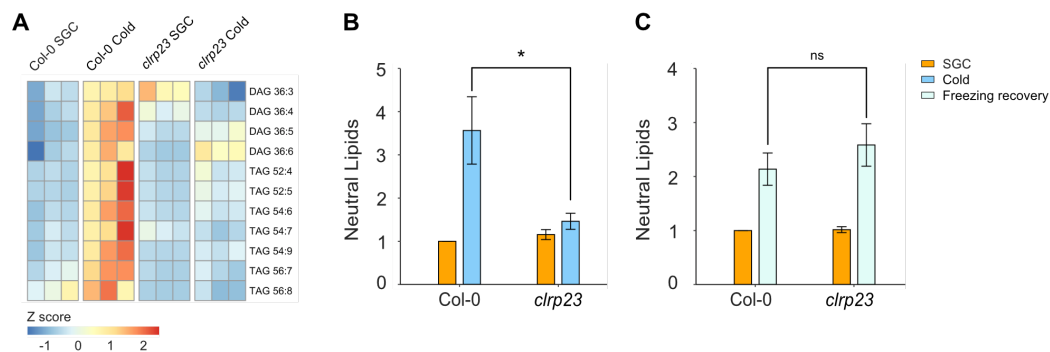 A
Col-0 SGC
Col-0 Cold
clrp23 SGC
clrp23 Cold
DAG 36:3
DAG 36:4
DAG 36:5
DAG 36:6
TAG 52:4
TAG 52:5
TAG 54:6
TAG 54:7
TAG 54:9
TAG 56:7
TAG 56:8
Z score
-1 0 1 2
B
*
Neutral Lipids
5
4
3
2
1
0
Col-0 clrp23
C
ns
Neutral Lipids
4
3
2
1
0
Col-0 clrp23
SGC
Cold
Freezing recovery